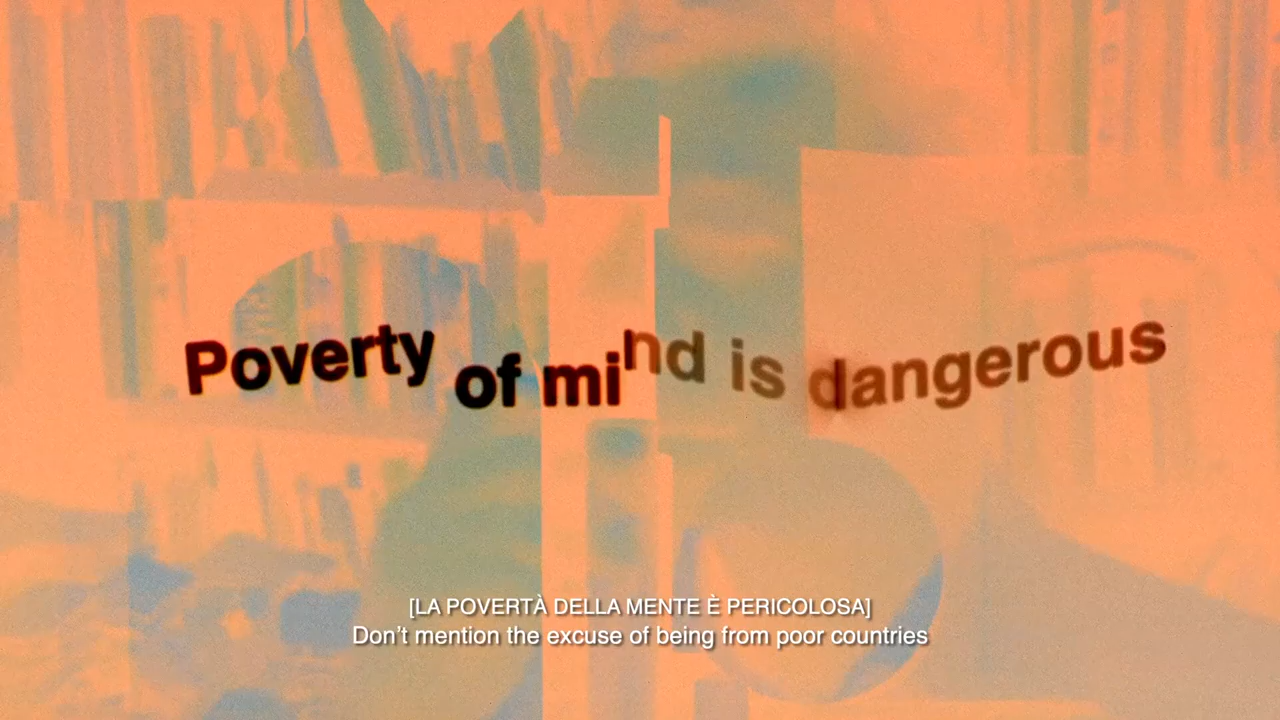 Poverty of mind is dangerous
[LA POVERTÀ DELLA MENTE È PERICOLOSA]
Don't mention the excuse of being from poor countries